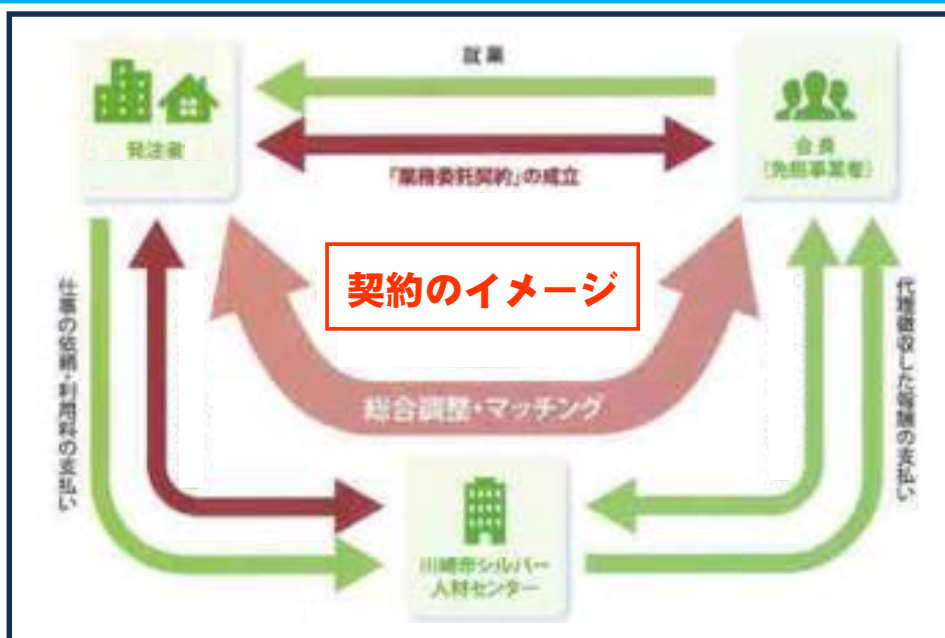 就業
発注者
会員
(免税事業者)
「業務委託契約」の成立
契約のイメージ
仕事の依頼・利用料の支払い
代理徴収した報酬の支払い
総合調整・マッチング
川崎市シルバー
人材センター